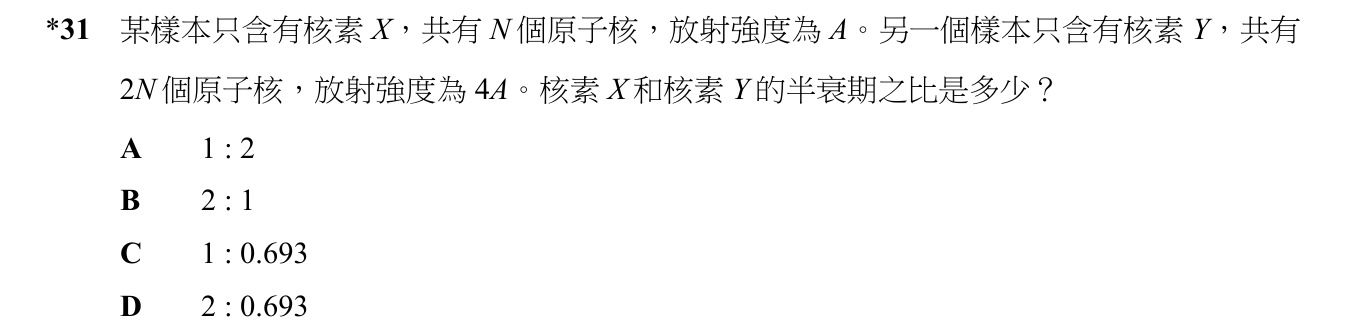 *31 某樣本只含有核素 X，共有 N 個原子核，放射強度為 A。另一個樣本只含有核素 Y，共有
2N 個原子核，放射強度為 4A。核素 X 和核素 Y 的半衰期之比是多少？
A 1 : 2
B 2 : 1
C 1 : 0.693
D 2 : 0.693